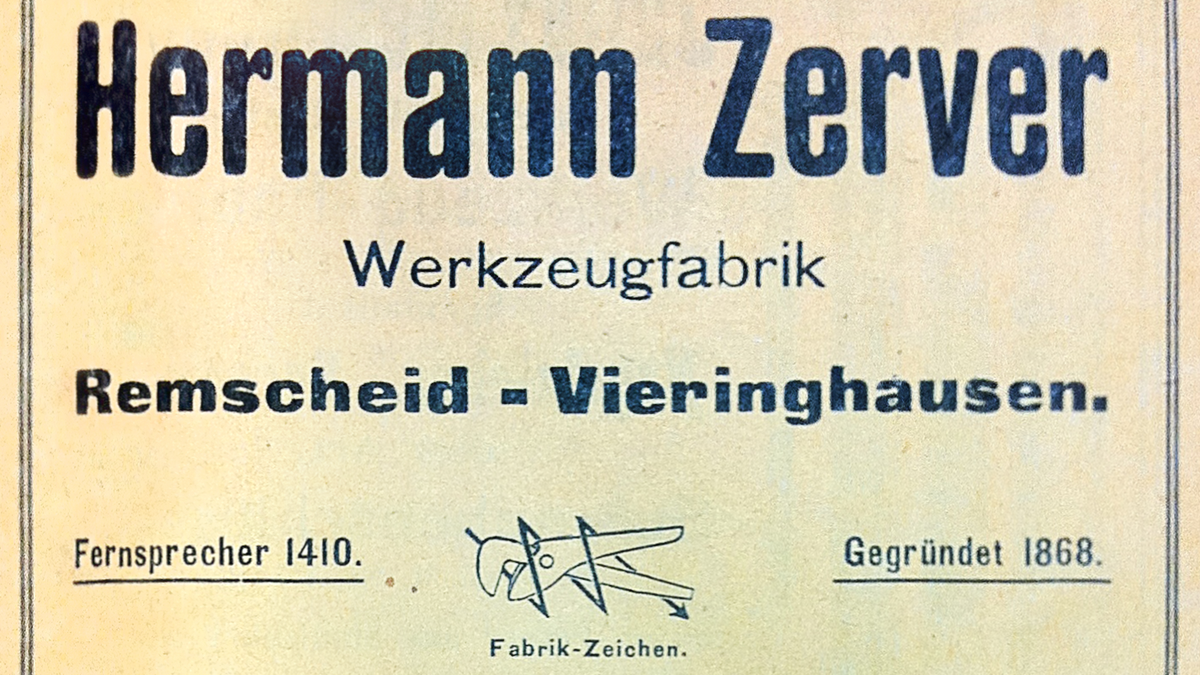 Hermann Zerver
Werkzeugfabrik
Remscheid - Vieringhausen.
Fernsprecher 1410.
Gegründet 1868.
Fabrik-Zeichen.